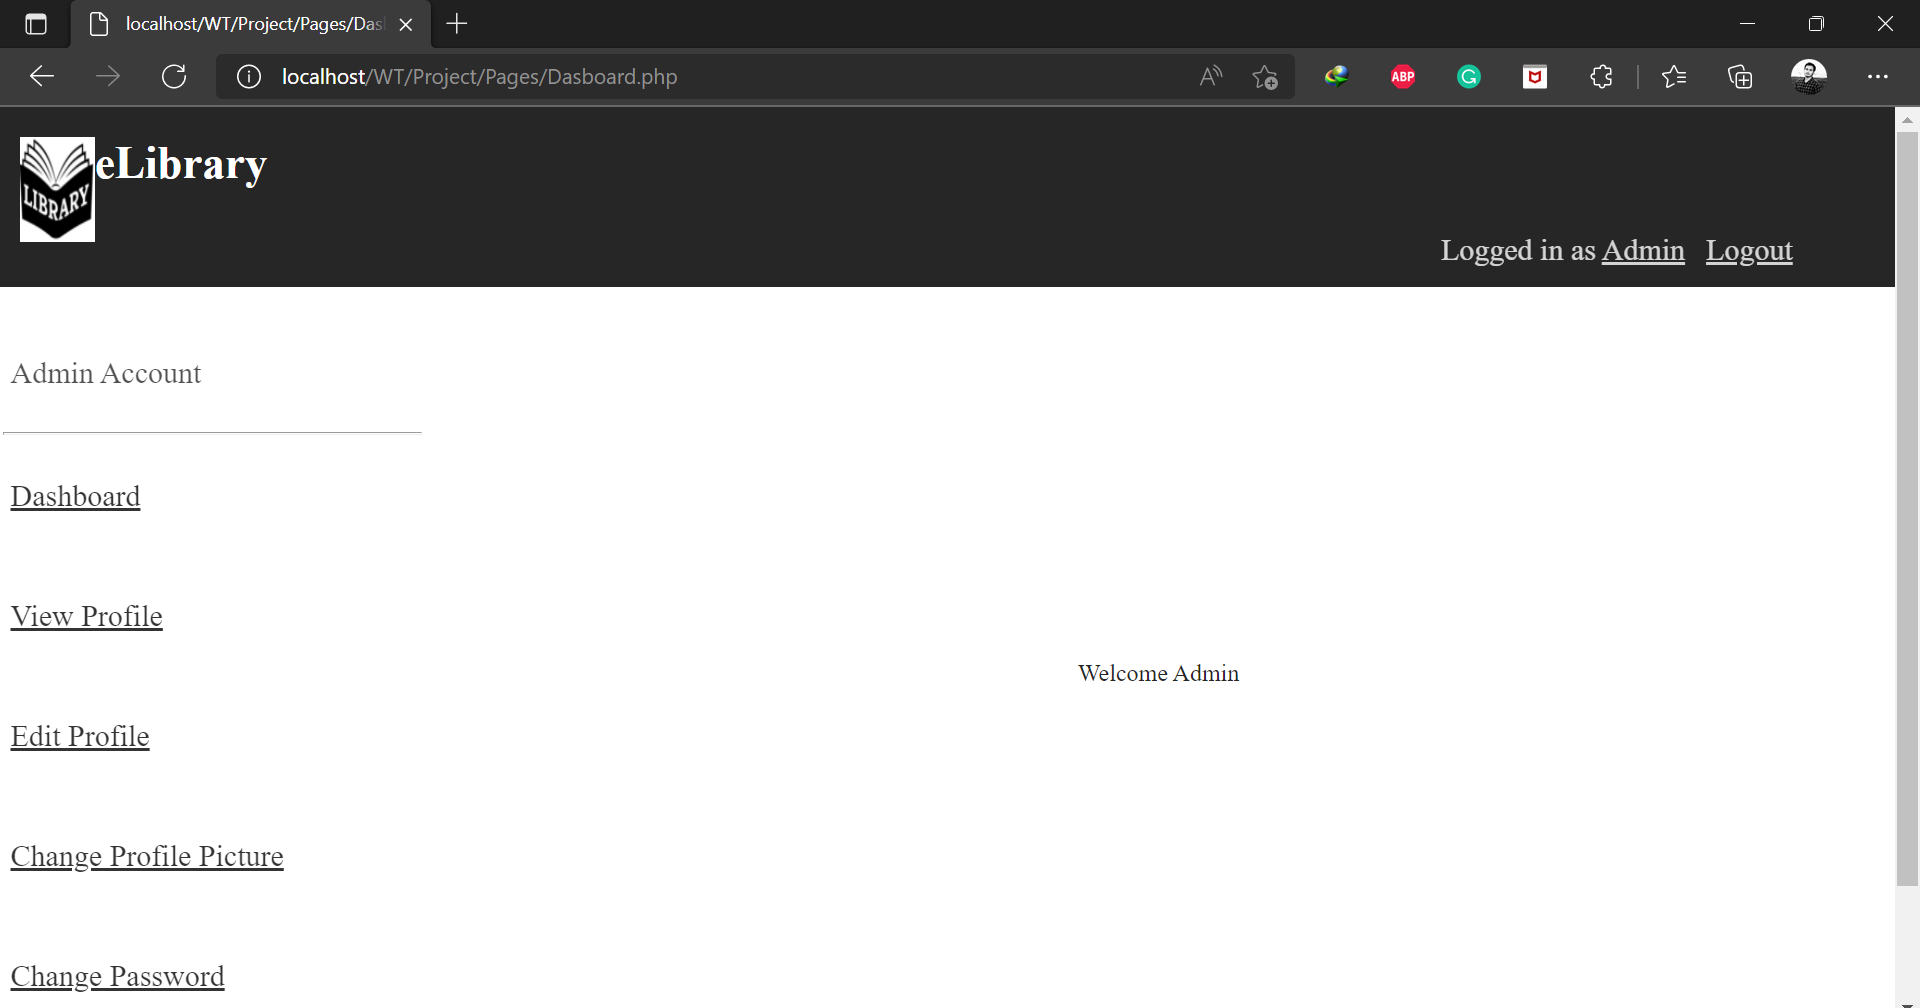 localhost/WT/Project/Pages/Das
localhost/WT/Project/Pages/Dasboard.php
A
ABP
G
LIBRARY
eLibrary
Logged in as Admin Logout
Admin Account
Dashboard
View Profile
Welcome Admin
Edit Profile
Change Profile Picture
Change Password